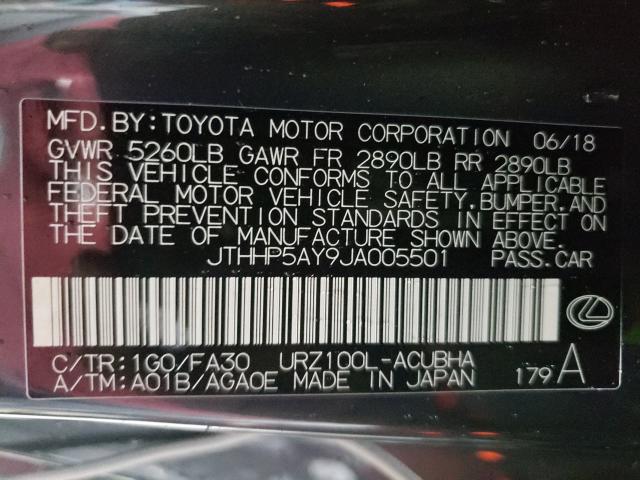 MFD.BY:TOYOTA MOTOR CORPORATION 06/18
GVWR 5260LB GAWR FR 2890LB RR 2890LB
THIS VEHICLE CONFORMS TO ALL APPLICABLE
FEDERAL MOTOR VEHICLE SAFETY,BUMPER,AND
THEFT PREVENTION STANDARDS IN EFFECT ON
THE DATE OF MANUFACTURE SHOWN ABOVE.
JTHHP5AY9JA005501 PASS.CAR
C/TR:1G0/FA30 URZ100L-ACUBHA
A/TM:A01B/AGA0E MADE IN JAPAN 179 A